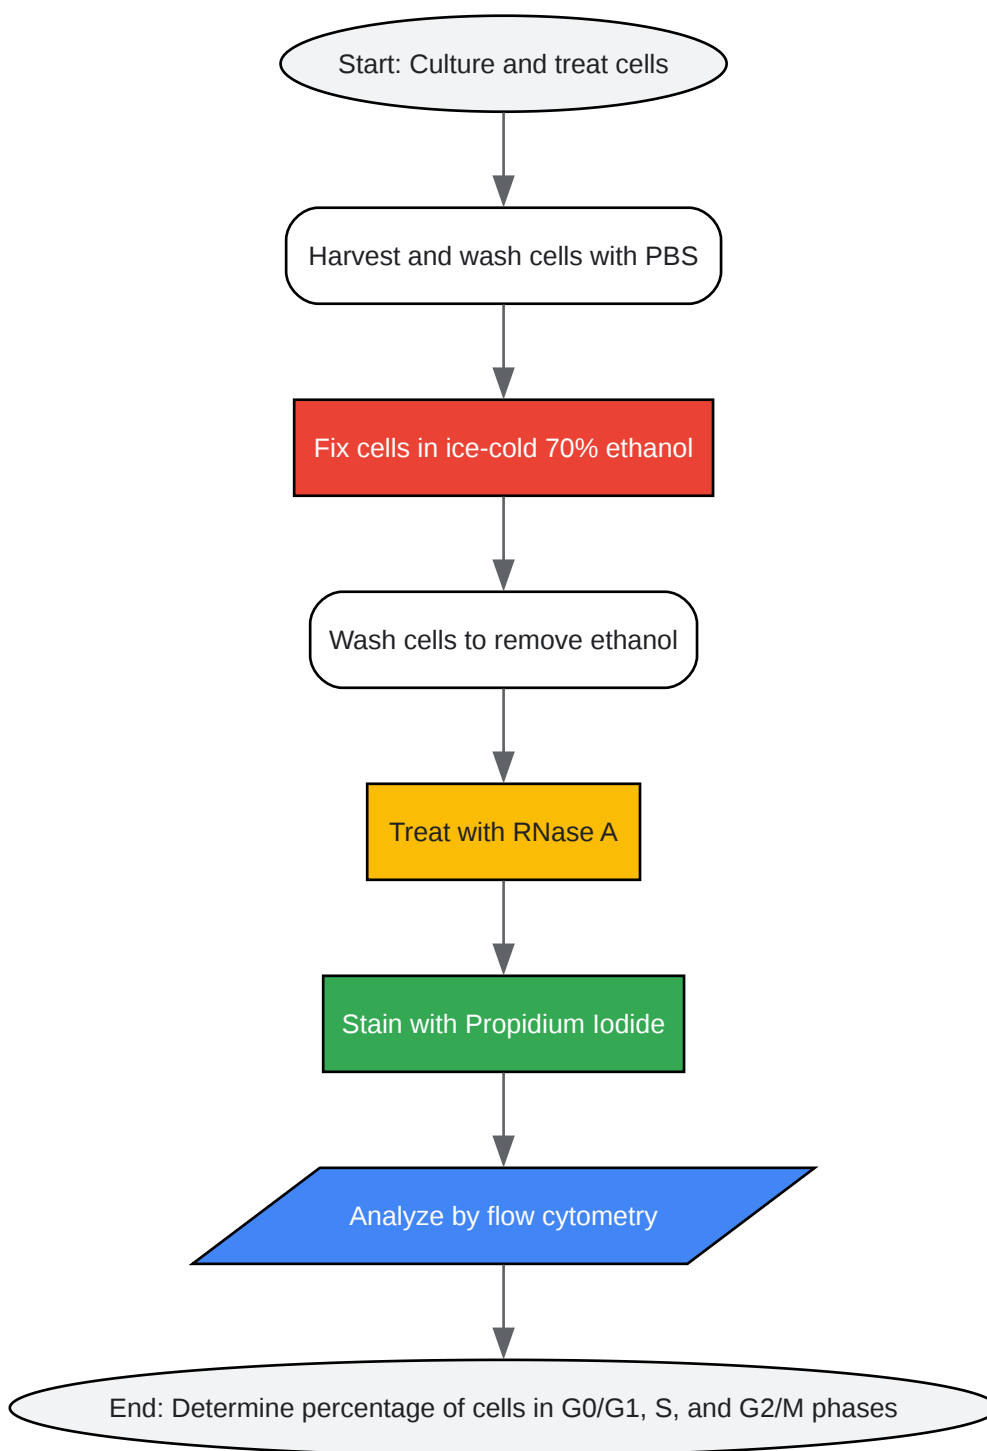 Start: Culture and treat cells
Harvest and wash cells with PBS
Fix cells in ice-cold 70% ethanol
Wash cells to remove ethanol
Treat with RNase A
Stain with Propidium Iodide
Analyze by flow cytometry
End: Determine percentage of cells in G0/G1, S, and G2/M phases